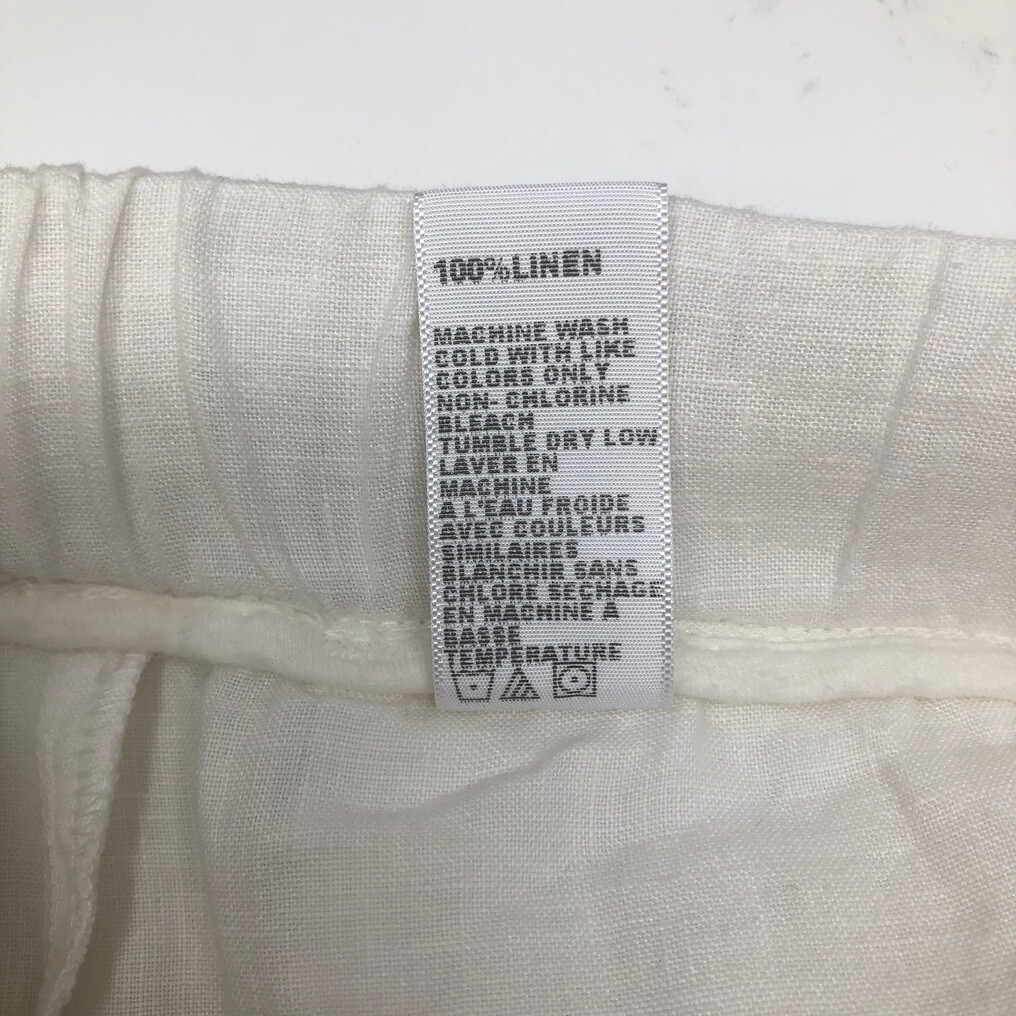 100%LINEN
MACHINE WASH
COLD WITH LIKE
COLORS ONLY
NON- CHLORINE
BLEACH
TUMBLE DRY LOW
LAVER EN
MACHINE
A L'EAU FROIDE
AVEC COULEURS
SIMILAIRES
BLANCHIR SANS
CHLORE SECHAGE
EN MACHINE A
BASSE
TEMPERATURE